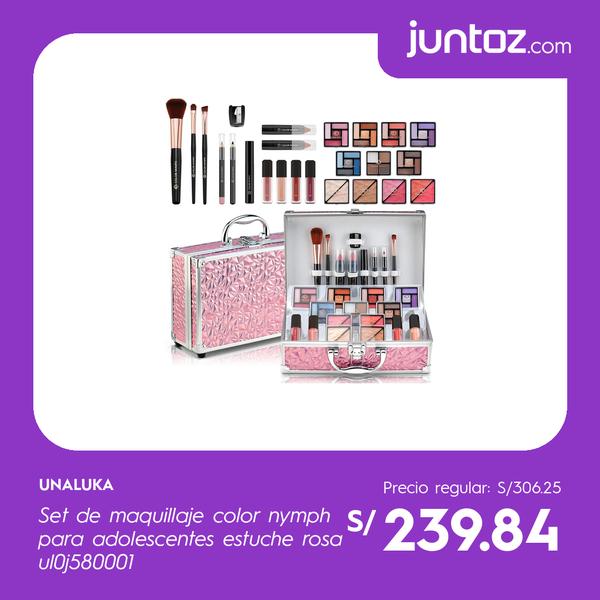 juntoz.com
UNALUKA
Set de maquillaje color nymph
para adolescentes estuche rosa
ul0j580001
Precio regular: S/306.25
S/ 239.84